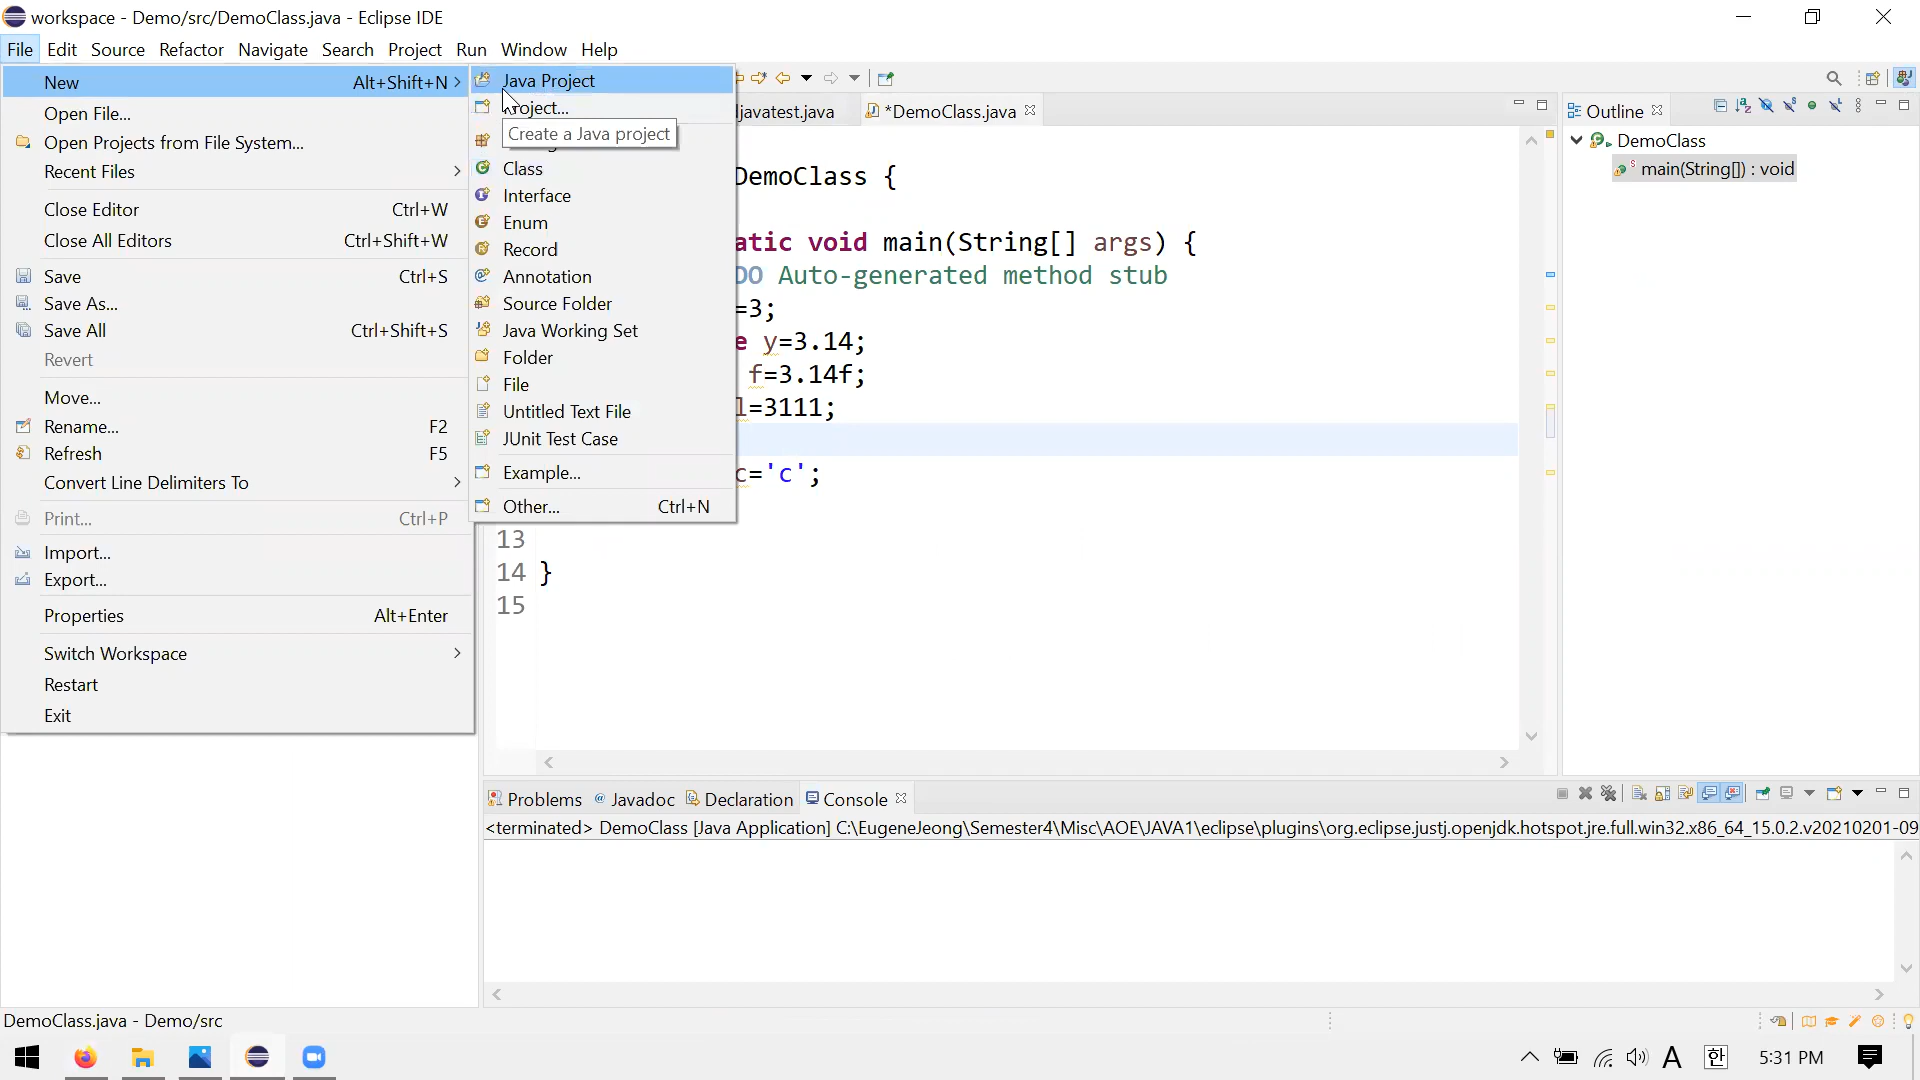 workspace - Demo/src/DemoClass.java - Eclipse IDE
File Edit Source Refactor Navigate Search Project Run Window Help
New Alt+Shift+N
Open File...
Open Projects from File System...
Recent Files
Close Editor Ctrl+W
Close All Editors Ctrl+Shift+W
Save Ctrl+S
Save As...
Save All Ctrl+Shift+S
Revert
Move...
Rename... F2
Refresh F5
Convert Line Delimiters To
Print... Ctrl+P
Import...
Export...
Properties Alt+Enter
Switch Workspace
Restart
Exit
Java Project
Create a Java project
Class
Interface
Enum
Record
Annotation
Source Folder
Java Working Set
Folder
File
Untitled Text File
JUnit Test Case
Example...
Other... Ctrl+N
javatest.java *DemoClass.java
DemoClass {
atic void main(String[] args) {
DO Auto-generated method stub
=3;
e y=3.14;
f=3.14f;
l=3111;
c='c';
13
14 }
15
Outline
DemoClass
main(String[]) : void
Problems Javadoc Declaration Console
<terminated> DemoClass [Java Application] C:\EugeneJeong\Semester4\Misc\AOE\JAVA1\eclipse\plugins\org.eclipse.justj.openjdk.hotspot.jre.full.win32.x86_64_15.0.2.v20210201-09
DemoClass.java - Demo/src
A 한 5:31 PM